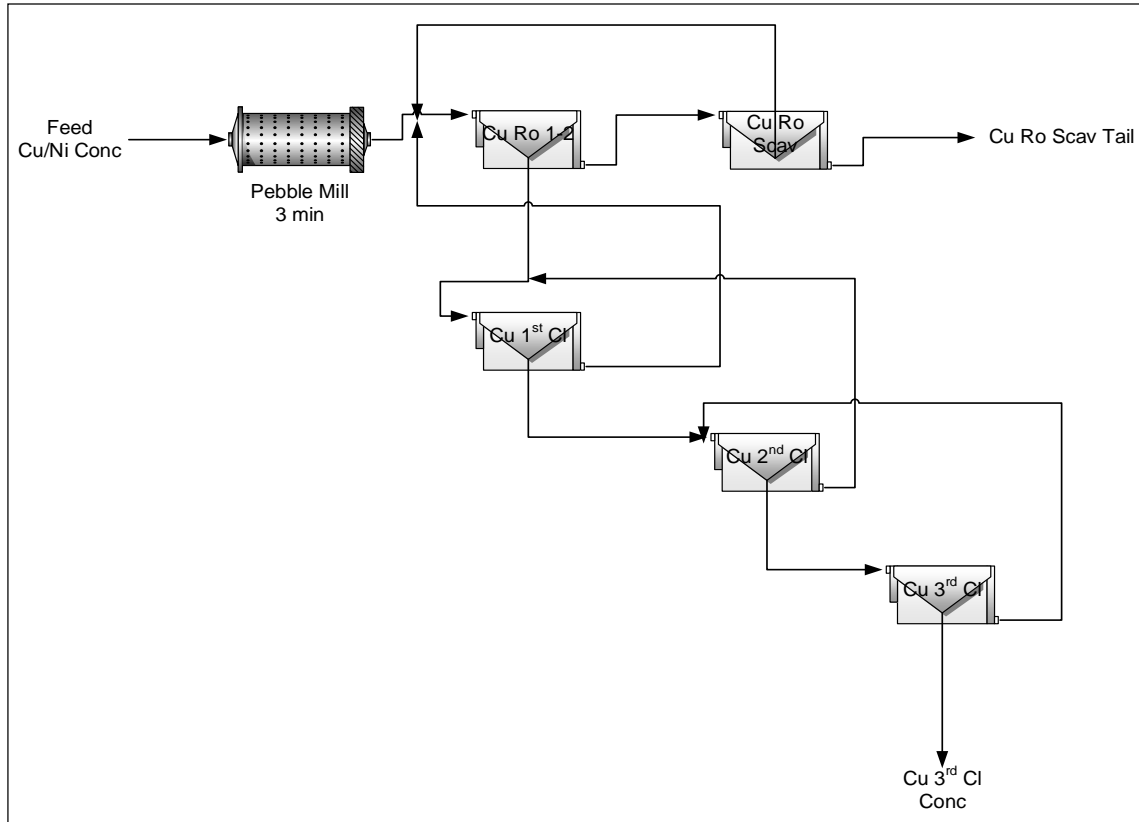 Feed
Cu/Ni Conc
Pebble Mill
3 min
Cu Ro 1-2
Cu Ro
Scav
Cu Ro Scav Tail
Cu 1st Cl
Cu 2nd Cl
Cu 3rd Cl
Cu 3rd Cl
Conc